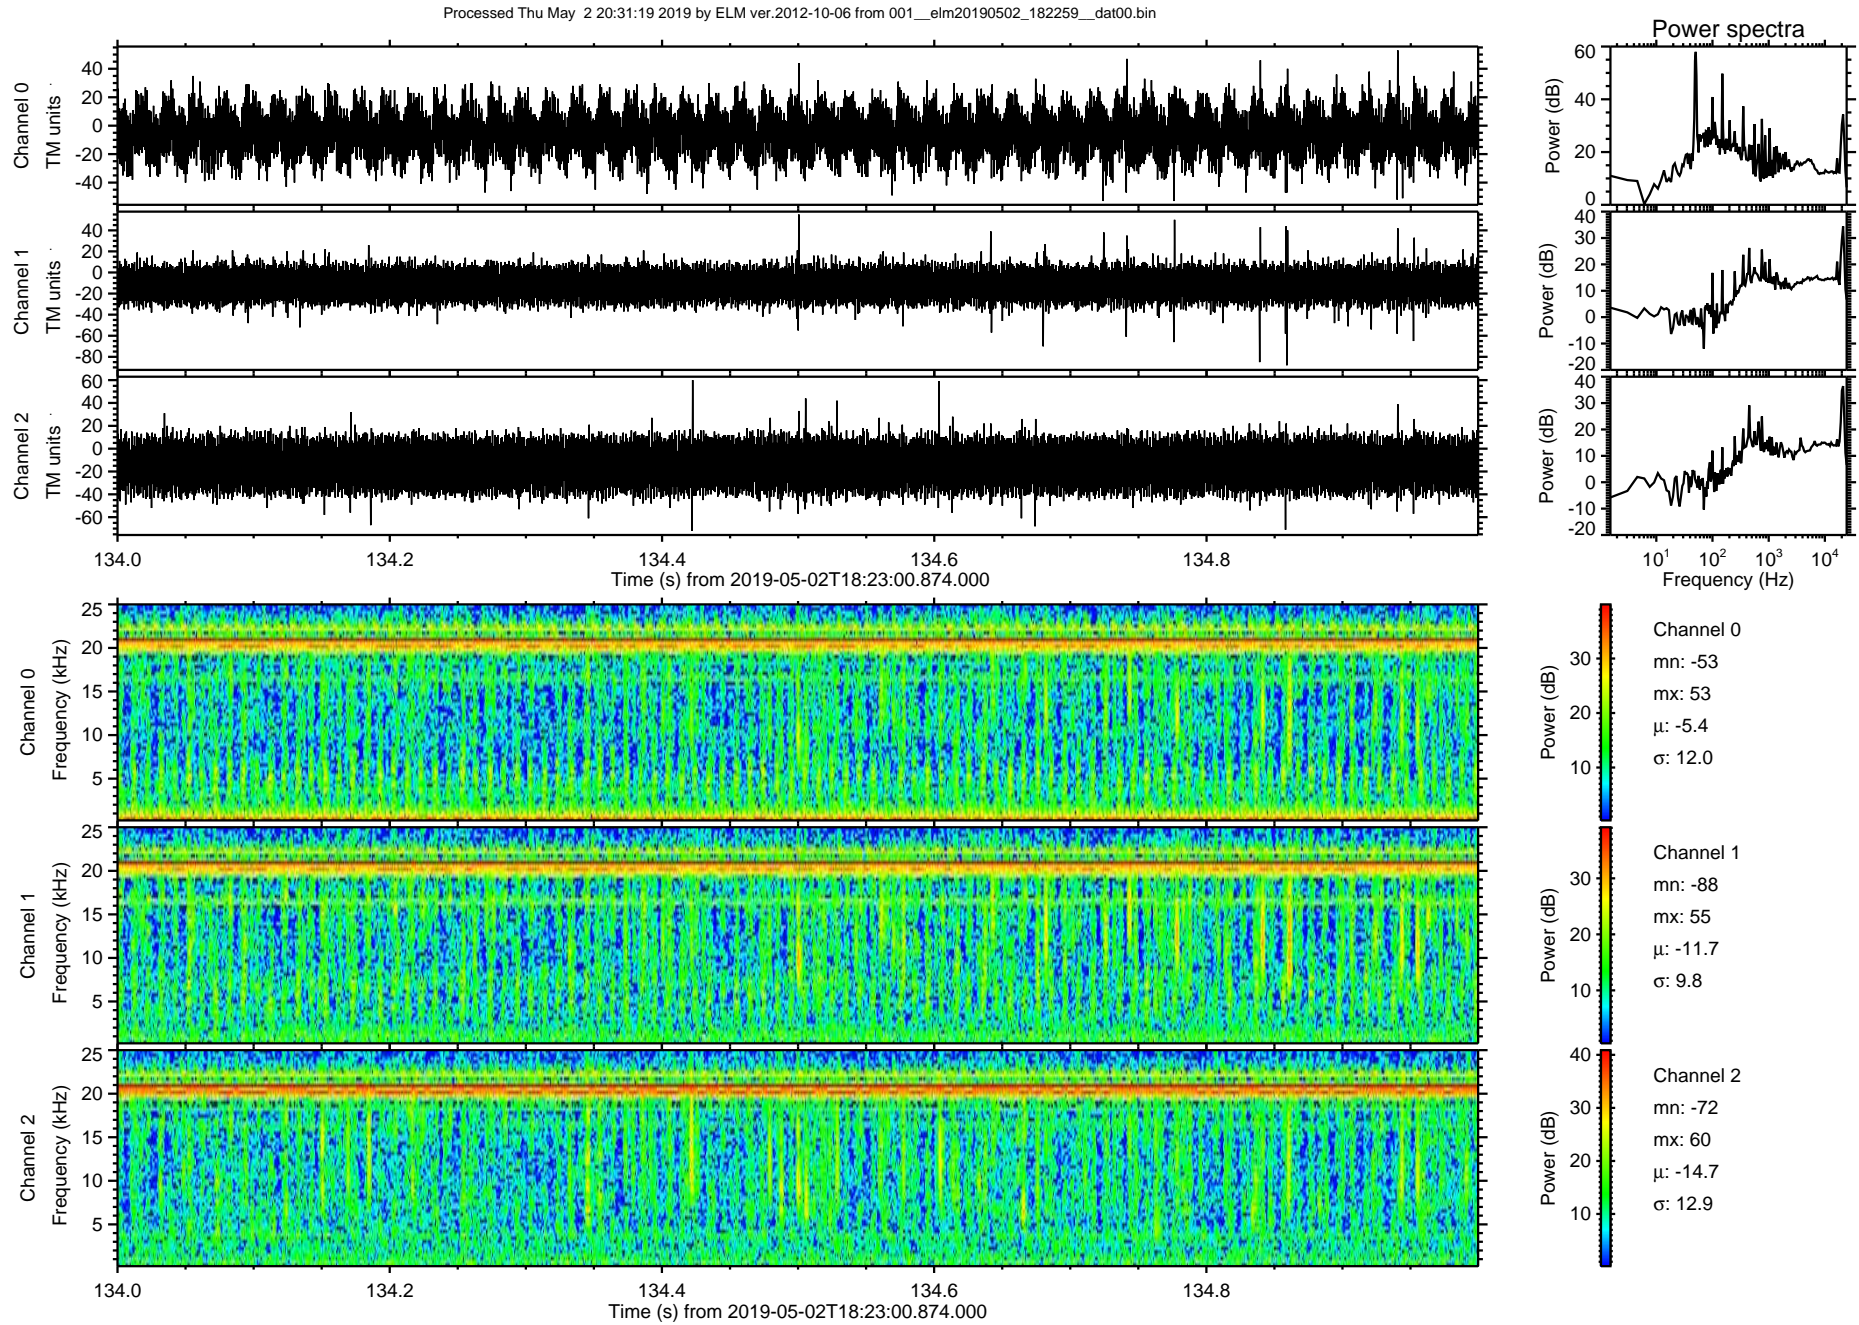 Processed Thu May  2 20:31:19 2019 by ELM ver.2012-10-06 from 001__elm20190502_182259__dat00.bin
Power spectra
Channel 0
TM units
40
20
0
-20
-40
Power (dB)
60
40
20
0
Channel 1
TM units
40
20
0
-20
-40
-60
-80
Power (dB)
40
30
20
10
0
-10
-20
Channel 2
TM units
60
40
20
0
-20
-40
-60
Power (dB)
40
30
20
10
0
-10
-20
134.0 134.2 134.4 134.6 134.8
Time (s) from 2019-05-02T18:23:00.874.000
10¹ 10² 10³ 10⁴
Frequency (Hz)
Channel 0
Frequency (kHz)
25
20
15
10
5
Power (dB)
30
20
10
Channel 0
mn: -53
mx: 53
μ: -5.4
σ: 12.0
Channel 1
Frequency (kHz)
25
20
15
10
5
Power (dB)
30
20
10
Channel 1
mn: -88
mx: 55
μ: -11.7
σ: 9.8
Channel 2
Frequency (kHz)
25
20
15
10
5
Power (dB)
40
30
20
10
Channel 2
mn: -72
mx: 60
μ: -14.7
σ: 12.9
134.0 134.2 134.4 134.6 134.8
Time (s) from 2019-05-02T18:23:00.874.000